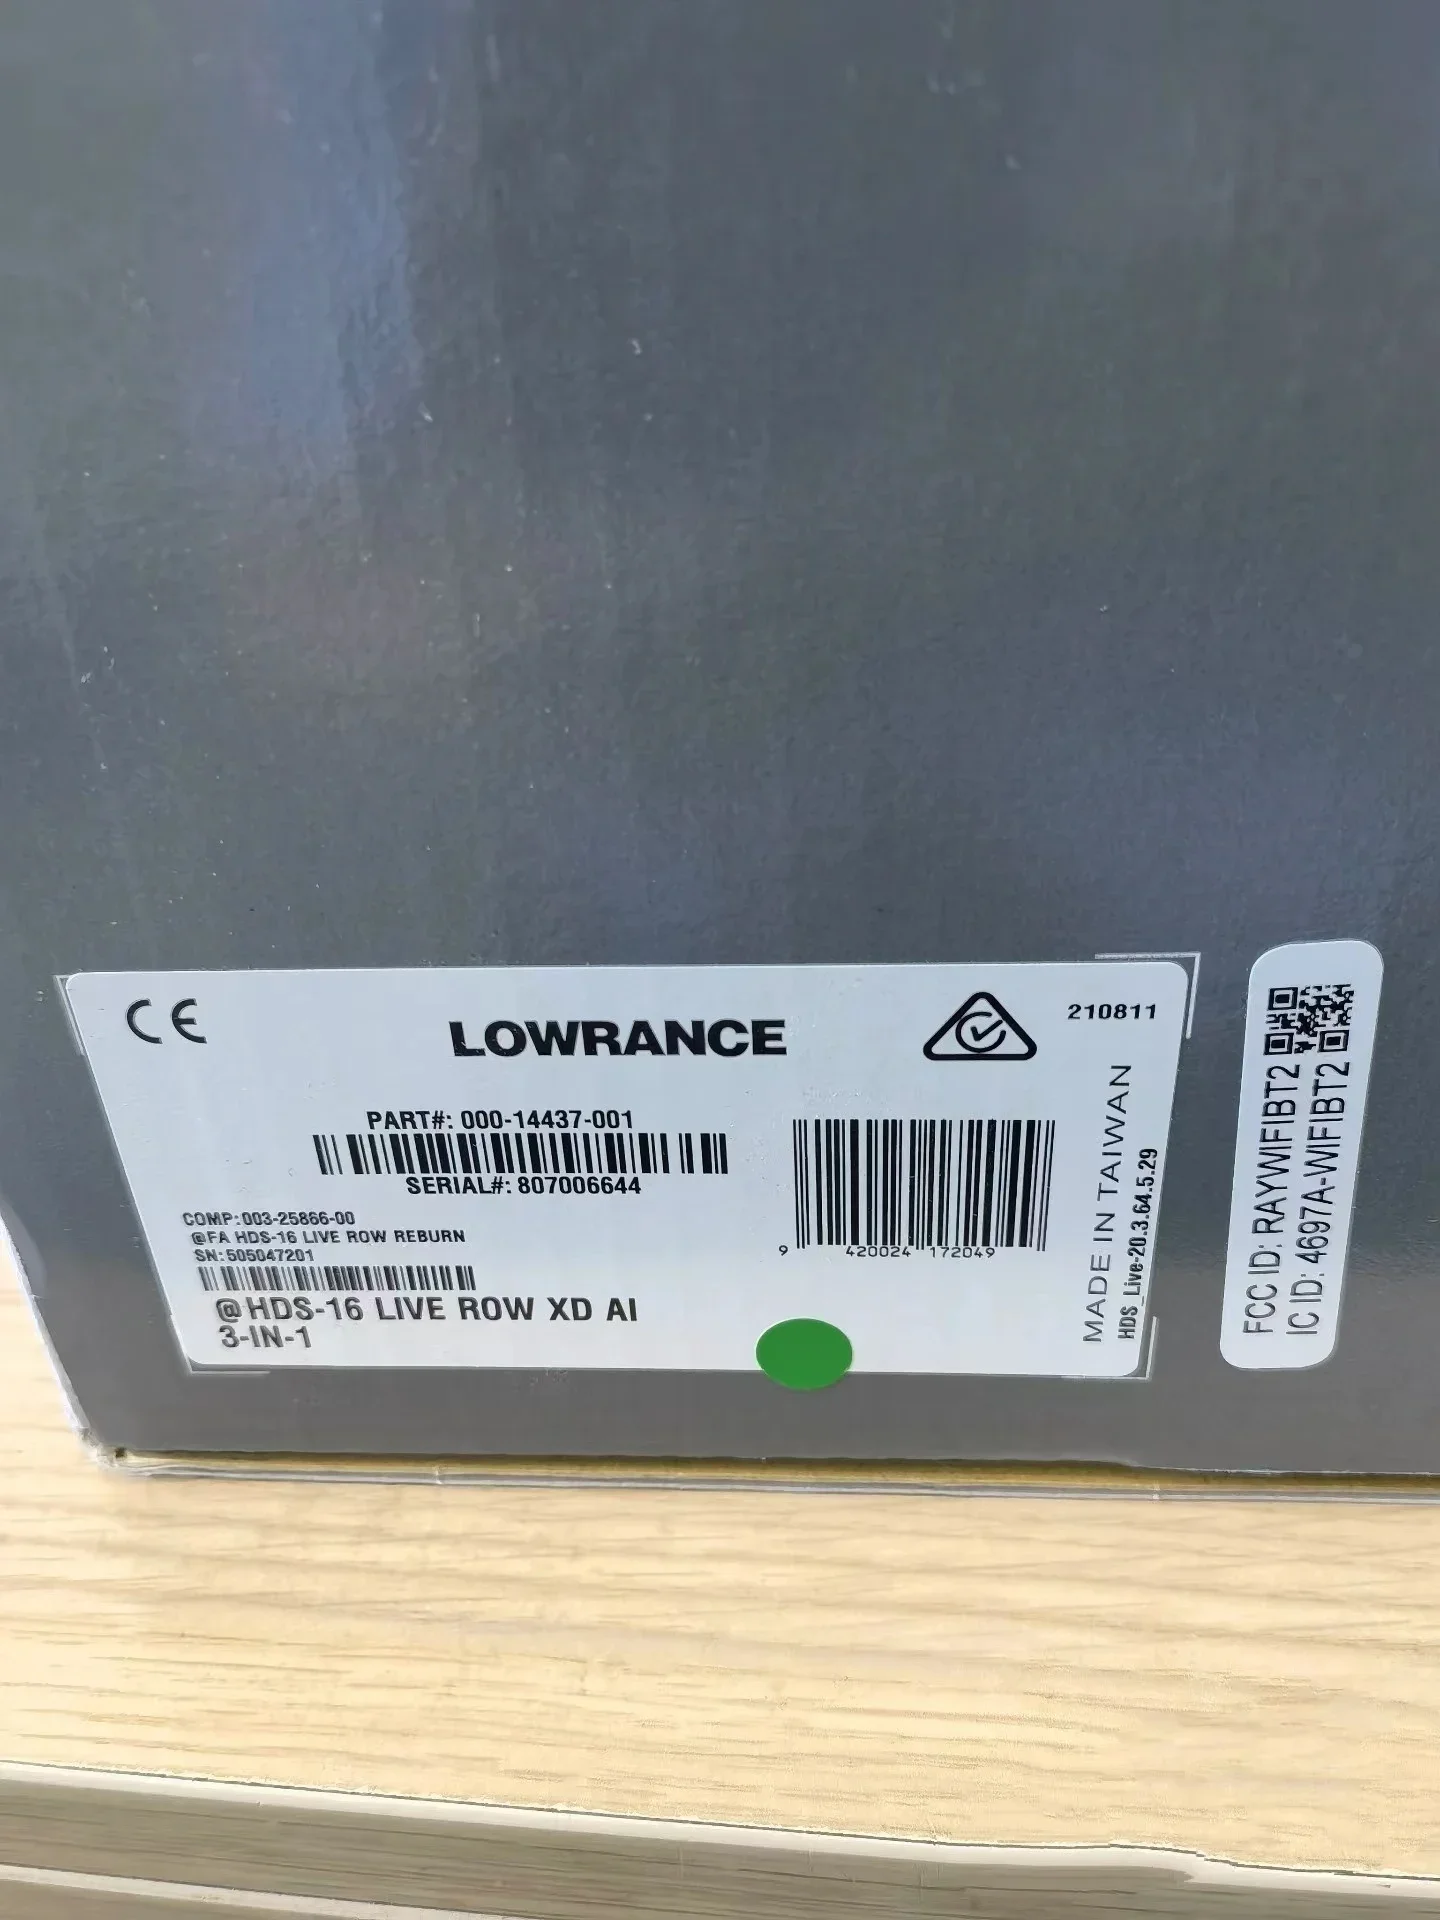 CE
LOWRANCE
210811
PART#: 000-14437-001
SERIAL#: 807006644
COMP:003-25866-00
@FA HDS-16 LIVE ROW REBURN
SN:505047201
@HDS-16 LIVE ROW XD AI
3-IN-1
9 420024 172049
MADE IN TAIWAN
HDS_Live-20.3.64.5.29
FCC ID: RAYWIFIBT2
IC ID: 4697A-WIFIBT2